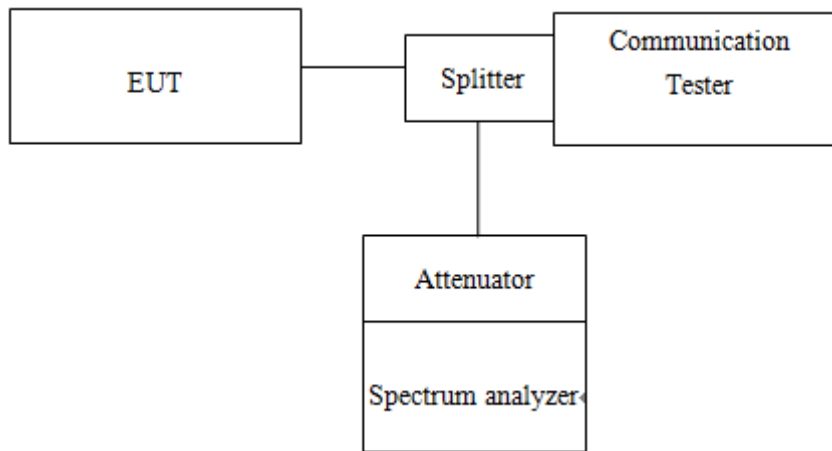 EUT
Splitter
Communication
Tester
Attenuator
Spectrum analyzer